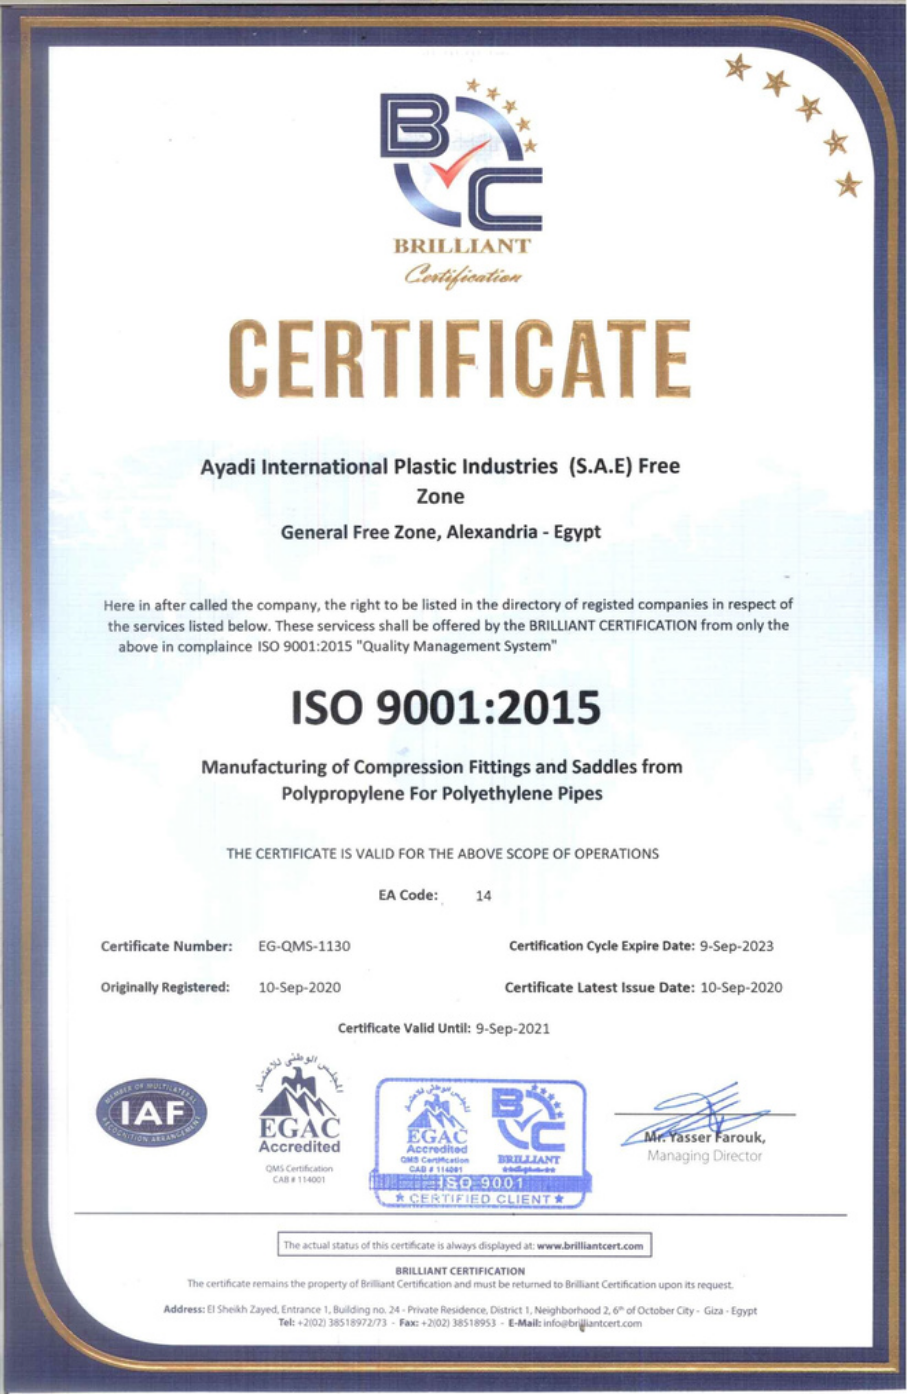 BC
BRILLIANT
Certification
CERTIFICATE
Ayadi International Plastic Industries (S.A.E) Free
Zone
General Free Zone, Alexandria - Egypt
Here in after called the company, the right to be listed in the directory of registed companies in respect of
the services listed below. These servicess shall be offered by the BRILLIANT CERTIFICATION from only the
above in complaince ISO 9001:2015 "Quality Management System"
ISO 9001:2015
Manufacturing of Compression Fittings and Saddles from
Polypropylene For Polyethylene Pipes
THE CERTIFICATE IS VALID FOR THE ABOVE SCOPE OF OPERATIONS
EA Code: 14
Certificate Number: EG-QMS-1130 Certification Cycle Expire Date: 9-Sep-2023
Originally Registered: 10-Sep-2020 Certificate Latest Issue Date: 10-Sep-2020
Certificate Valid Until: 9-Sep-2021
MEMBER OF MULTILATERAL
IAF
RECOGNITION ARRANGEMENT
المجلس الوطني للاعتماد
EGAC
Accredited
QMS Certification
CAB # 114001
المجلس الوطني للاعتماد
EGAC
Accredited
QMS Certification
CAB # 114001
BC
BRILLIANT
ISO 9001
★ CERTIFIED CLIENT ★
Mr. Yasser Farouk,
Managing Director
The actual status of this certificate is always displayed at: www.brilliantcert.com
BRILLIANT CERTIFICATION
The certificate remains the property of Brilliant Certification and must be returned to Brilliant Certification upon its request.
Address: El Sheikh Zayed, Entrance 1, Building no. 24 - Private Residence, District 1, Neighborhood 2, 6th of October City - Giza - Egypt
Tel: +2(02) 38518972/73 - Fax: +2(02) 38518953 - E-Mail: info@brilliantcert.com